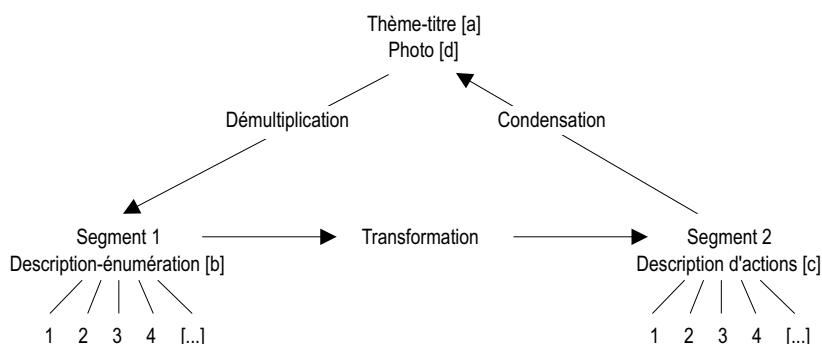 Thème-titre [a]
Photo [d]
Démultiplication
Condensation
Segment 1
Description-énumération [b]
Transformation
Segment 2
Description d'actions [c]
1 2 3 4 [...]
1 2 3 4 [...]